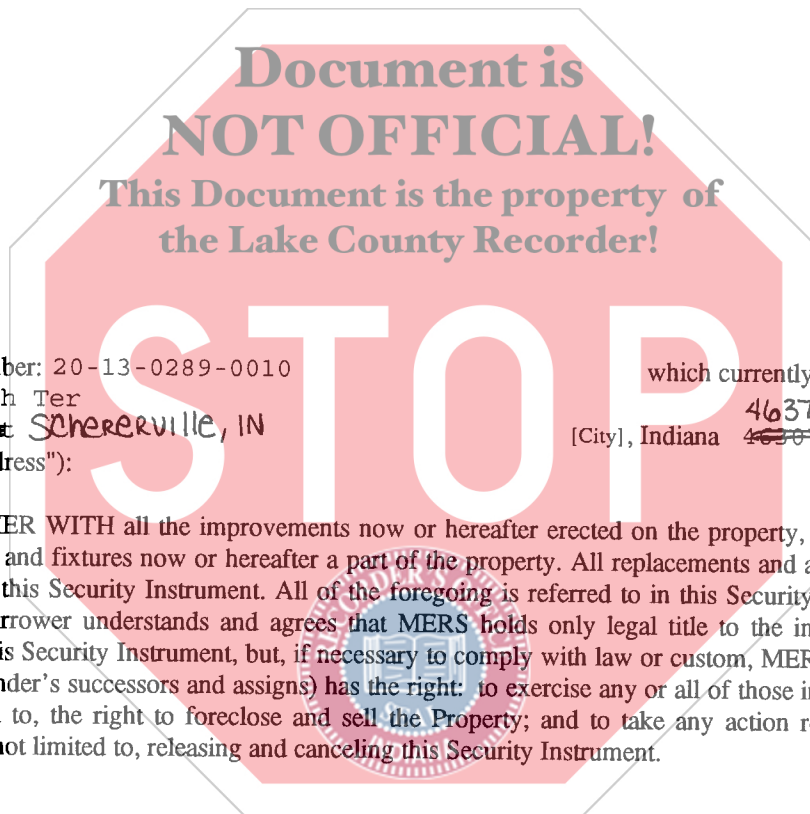 Document is
NOT OFFICIAL!
This Document is the property of
the Lake County Recorder!
STOP
ber: 20-13-0289-0010 which currently
h Ter
t SChERERVIllE, IN [City], Indiana 4637
dress"):
ER WITH all the improvements now or hereafter erected on the property,
and fixtures now or hereafter a part of the property. All replacements and a
this Security Instrument. All of the foregoing is referred to in this Security
rrower understands and agrees that MERS holds only legal title to the in
is Security Instrument, but, if necessary to comply with law or custom, MER
nder's successors and assigns) has the right: to exercise any or all of those i
to, the right to foreclose and sell the Property; and to take any action r
not limited to, releasing and canceling this Security Instrument.